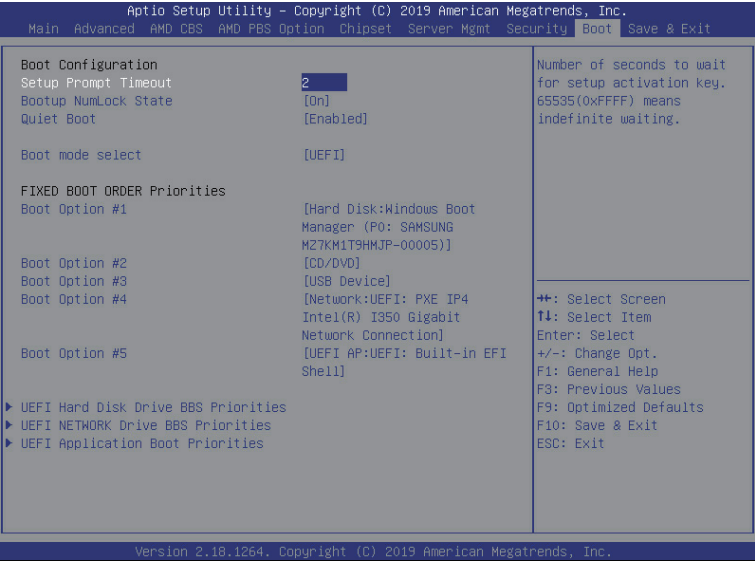 Aptio Setup Utility – Copyright (C) 2019 American Megatrends, Inc.
Main Advanced AMD CBS AMD PBS Option Chipset Server Mgmt Security Boot Save & Exit
Boot Configuration
Setup Prompt Timeout 2
Bootup NumLock State [On]
Quiet Boot [Enabled]
Boot mode select [UEFI]
FIXED BOOT ORDER Priorities
Boot Option #1 [Hard Disk:Windows Boot
Manager (P0: SAMSUNG
MZ7KM1T9HMJP-00005)]
Boot Option #2 [CD/DVD]
Boot Option #3 [USB Device]
Boot Option #4 [Network:UEFI: PXE IP4
Intel(R) I350 Gigabit
Network Connection]
Boot Option #5 [UEFI AP:UEFI: Built-in EFI
Shell]
UEFI Hard Disk Drive BBS Priorities
UEFI NETWORK Drive BBS Priorities
UEFI Application Boot Priorities
Number of seconds to wait
for setup activation key.
65535(0xFFFF) means
indefinite waiting.
→←: Select Screen
↑↓: Select Item
Enter: Select
+/-: Change Opt.
F1: General Help
F3: Previous Values
F9: Optimized Defaults
F10: Save & Exit
ESC: Exit
Version 2.18.1264. Copyright (C) 2019 American Megatrends, Inc.